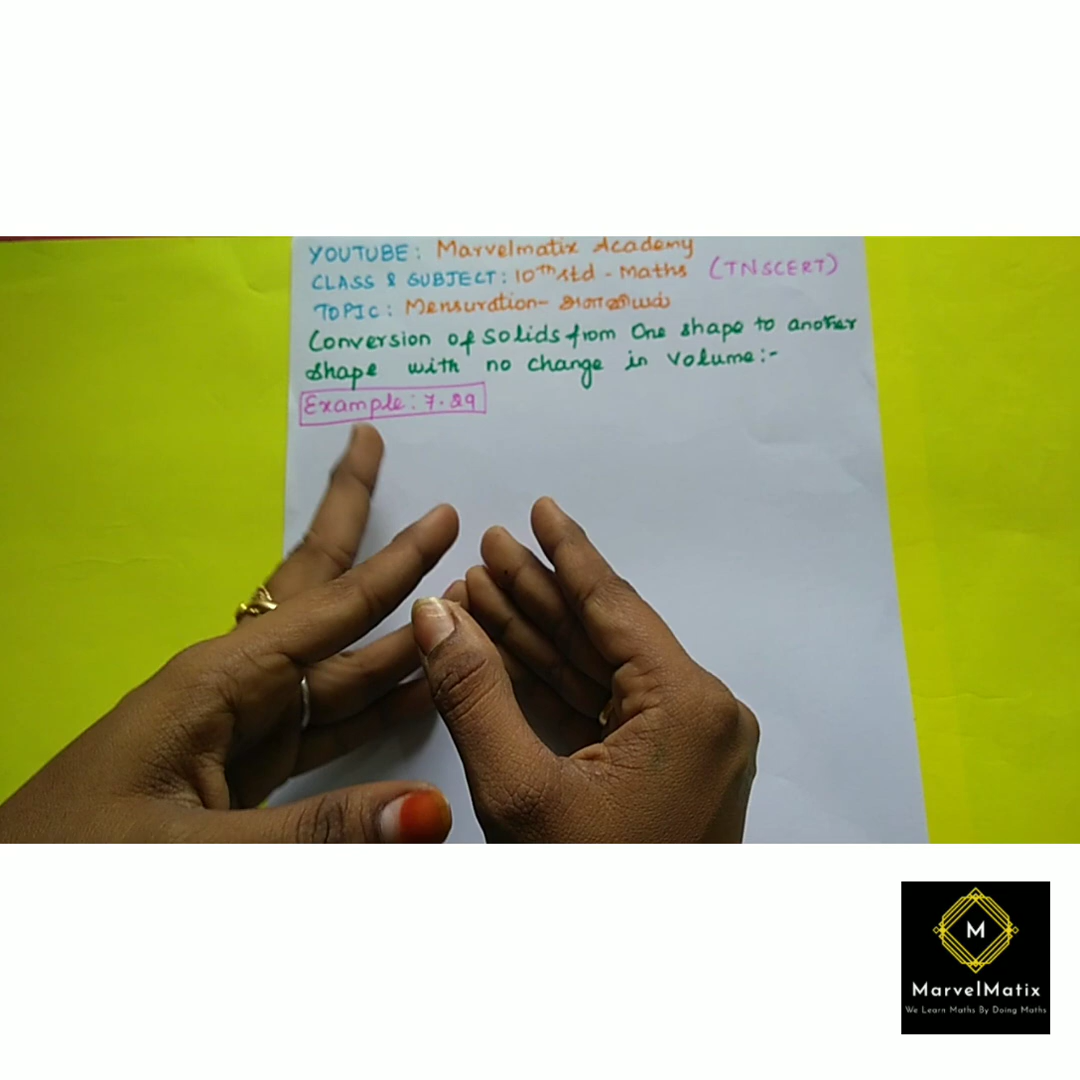 YOUTUBE: Marvelmatix Academy
CLASS & SUBJECT: 10th std - Maths (TNSCERT)
TOPIC: Mensuration- அளவியல்
Conversion of Solids from One shape to another
shape with no change in Volume:-
Example: 7.29
M
MarvelMatix
We Learn Maths By Doing Maths